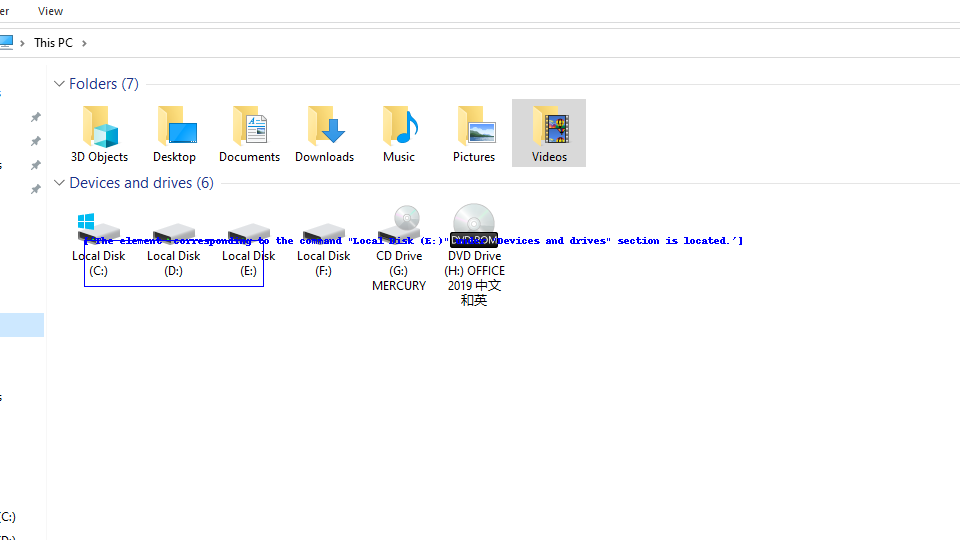 er View
This PC
Folders (7)
3D Objects Desktop Documents Downloads Music Pictures Videos
s
Devices and drives (6)
['The element corresponding to the command "Local Disk (E:)" "Devices and drives" section is located.']
Local Disk (C:)
Local Disk (D:)
Local Disk (E:)
Local Disk (F:)
CD Drive (G:) MERCURY
DVD-ROM
DVD Drive (H:) OFFICE 2019 中文和英
s
(C:)
(D:)